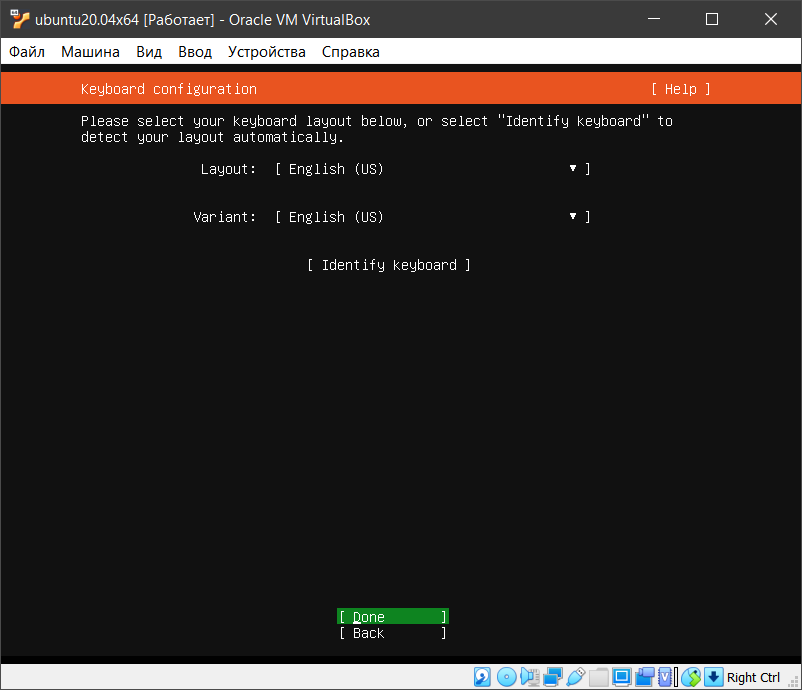 ubuntu20.04x64 [Работает] - Oracle VM VirtualBox
Файл Машина Вид Ввод Устройства Справка
Keyboard configuration [ Help ]
Please select your keyboard layout below, or select "Identify keyboard" to
detect your layout automatically.
Layout: [ English (US) ▾ ]
Variant: [ English (US) ▾ ]
[ Identify keyboard ]
[ Done ]
[ Back ]
Right Ctrl